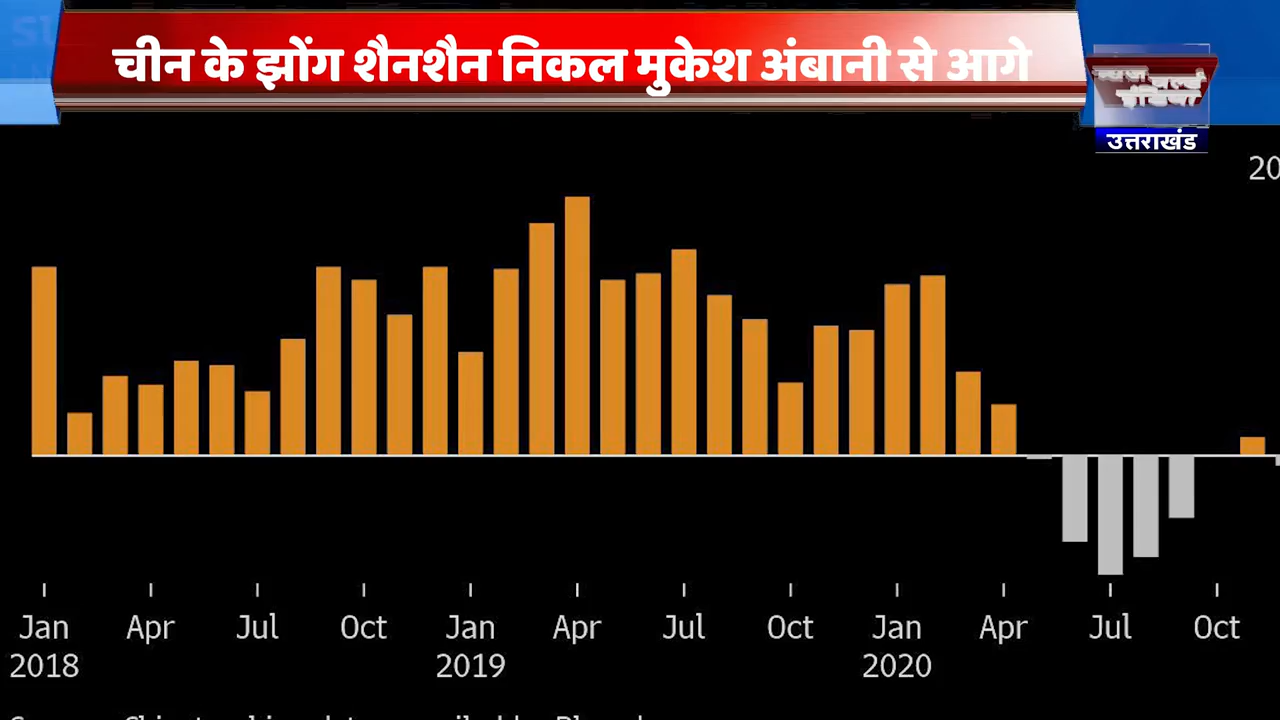 चीन के झोंग शैनशैन निकल मुकेश अंबानी से आगे
उत्तराखंड
20
Jan Apr Jul Oct Jan Apr Jul Oct Jan Apr Jul Oct
2018 2019 2020